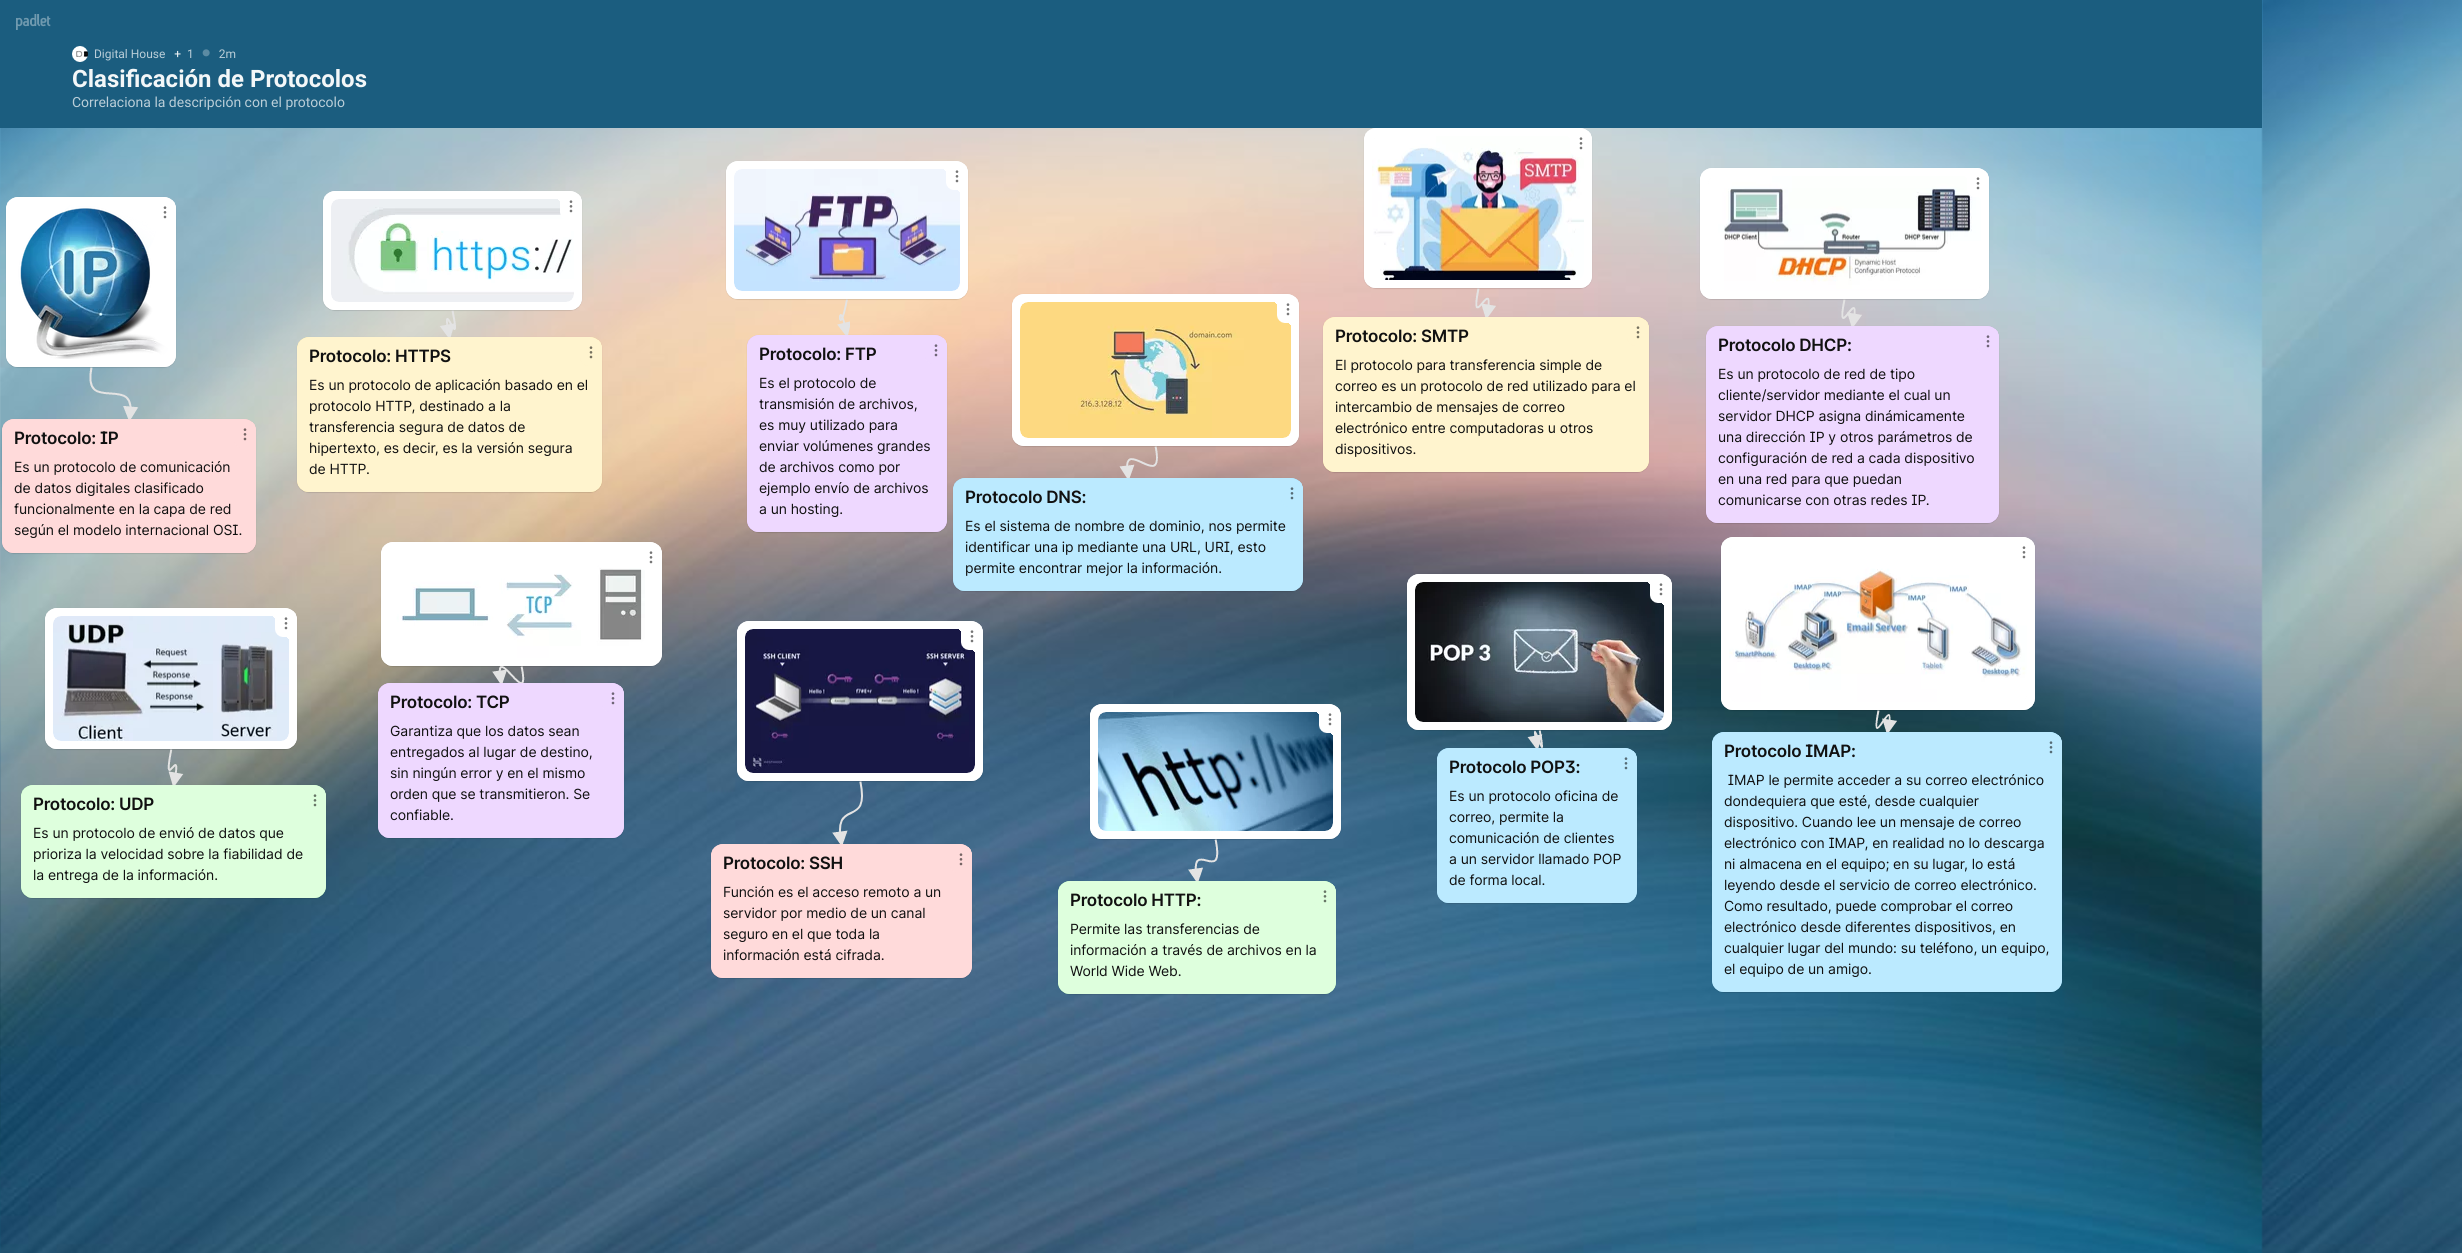 padlet
Digital House + 1 2m
Clasificación de Protocolos
Correlaciona la descripción con el protocolo
IP
Protocolo: IP
Es un protocolo de comunicación
de datos digitales clasificado
funcionalmente en la capa de red
según el modelo internacional OSI.
https://
Protocolo: HTTPS
Es un protocolo de aplicación basado en el
protocolo HTTP, destinado a la
transferencia segura de datos de
hipertexto, es decir, es la versión segura
de HTTP.
FTP
Protocolo: FTP
Es el protocolo de
transmisión de archivos,
es muy utilizado para
enviar volúmenes grandes
de archivos como por
ejemplo envío de archivos
a un hosting.
domain.com
216.3.128.12
Protocolo DNS:
Es el sistema de nombre de dominio, nos permite
identificar una ip mediante una URL, URI, esto
permite encontrar mejor la información.
SMTP
Protocolo: SMTP
El protocolo para transferencia simple de
correo es un protocolo de red utilizado para el
intercambio de mensajes de correo
electrónico entre computadoras u otros
dispositivos.
DHCP Client
Router
DHCP Server
DHCP
Dynamic Host
Configuration Protocol
Protocolo DHCP:
Es un protocolo de red de tipo
cliente/servidor mediante el cual un
servidor DHCP asigna dinámicamente
una dirección IP y otros parámetros de
configuración de red a cada dispositivo
en una red para que puedan
comunicarse con otras redes IP.
UDP
Request
Response
Response
Client
Server
Protocolo: UDP
Es un protocolo de envió de datos que
prioriza la velocidad sobre la fiabilidad de
la entrega de la información.
TCP
Protocolo: TCP
Garantiza que los datos sean
entregados al lugar de destino,
sin ningún error y en el mismo
orden que se transmitieron. Se
confiable.
SSH CLIENT
SSH SERVER
Hello !
Hello !
Protocolo: SSH
Función es el acceso remoto a un
servidor por medio de un canal
seguro en el que toda la
información está cifrada.
http://www
Protocolo HTTP:
Permite las transferencias de
información a través de archivos en la
World Wide Web.
POP 3
Protocolo POP3:
Es un protocolo oficina de
correo, permite la
comunicación de clientes
a un servidor llamado POP
de forma local.
IMAP
IMAP
IMAP
IMAP
Email Server
SmartPhone
Desktop PC
Tablet
Desktop PC
Protocolo IMAP:
IMAP le permite acceder a su correo electrónico
dondequiera que esté, desde cualquier
dispositivo. Cuando lee un mensaje de correo
electrónico con IMAP, en realidad no lo descarga
ni almacena en el equipo; en su lugar, lo está
leyendo desde el servicio de correo electrónico.
Como resultado, puede comprobar el correo
electrónico desde diferentes dispositivos, en
cualquier lugar del mundo: su teléfono, un equipo,
el equipo de un amigo.